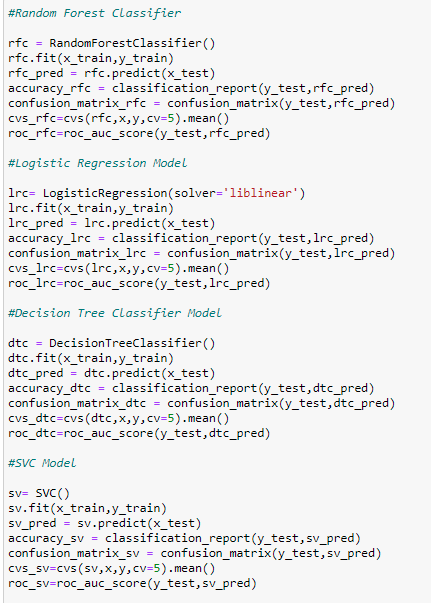 #Random Forest Classifier
rfc = RandomForestClassifier()
rfc.fit(x_train,y_train)
rfc_pred = rfc.predict(x_test)
accuracy_rfc = classification_report(y_test,rfc_pred)
confusion_matrix_rfc = confusion_matrix(y_test,rfc_pred)
cvs_rfc=cvs(rfc,x,y,cv=5).mean()
roc_rfc=roc_auc_score(y_test,rfc_pred)
#Logistic Regression Model
lrc= LogisticRegression(solver='liblinear')
lrc.fit(x_train,y_train)
lrc_pred = lrc.predict(x_test)
accuracy_lrc = classification_report(y_test,lrc_pred)
confusion_matrix_lrc = confusion_matrix(y_test,lrc_pred)
cvs_lrc=cvs(lrc,x,y,cv=5).mean()
roc_lrc=roc_auc_score(y_test,lrc_pred)
#Decision Tree Classifier Model
dtc = DecisionTreeClassifier()
dtc.fit(x_train,y_train)
dtc_pred = dtc.predict(x_test)
accuracy_dtc = classification_report(y_test,dtc_pred)
confusion_matrix_dtc = confusion_matrix(y_test,dtc_pred)
cvs_dtc=cvs(dtc,x,y,cv=5).mean()
roc_dtc=roc_auc_score(y_test,dtc_pred)
#SVC Model
sv= SVC()
sv.fit(x_train,y_train)
sv_pred = sv.predict(x_test)
accuracy_sv = classification_report(y_test,sv_pred)
confusion_matrix_sv = confusion_matrix(y_test,sv_pred)
cvs_sv=cvs(sv,x,y,cv=5).mean()
roc_sv=roc_auc_score(y_test,sv_pred)